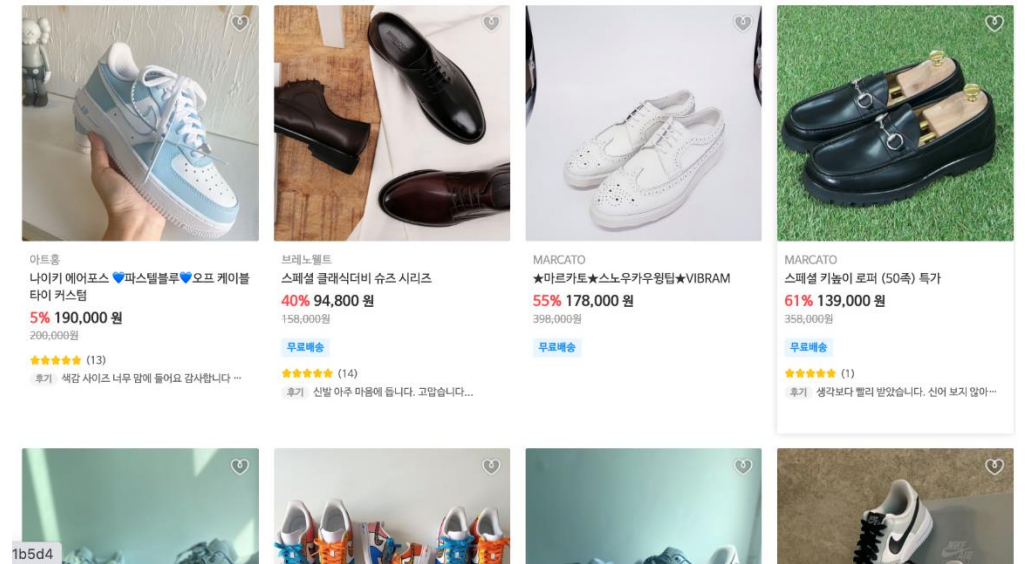 아트홍
나이키 에어포스 💙파스텔블루💙오프 케이블
타이 커스텀
5% 190,000 원
200,000원
★★★★★ (13)
후기 색감 사이즈 너무 맘에 들어요 감사합니다 ···
브레노웰트
스페셜 클래식더비 슈즈 시리즈
40% 94,800 원
158,000원
무료배송
★★★★★ (14)
후기 신발 아주 마음에 듭니다. 고맙습니다...
MARCATO
★마르카토★스노우카우윙팁★VIBRAM
55% 178,000 원
398,000원
무료배송
MARCATO
스페셜 키높이 로퍼 (50족) 특가
61% 139,000 원
358,000원
무료배송
★★★★★ (1)
후기 생각보다 빨리 받았습니다. 신어 보지 않아···
1b5d4
NIKE
AIR